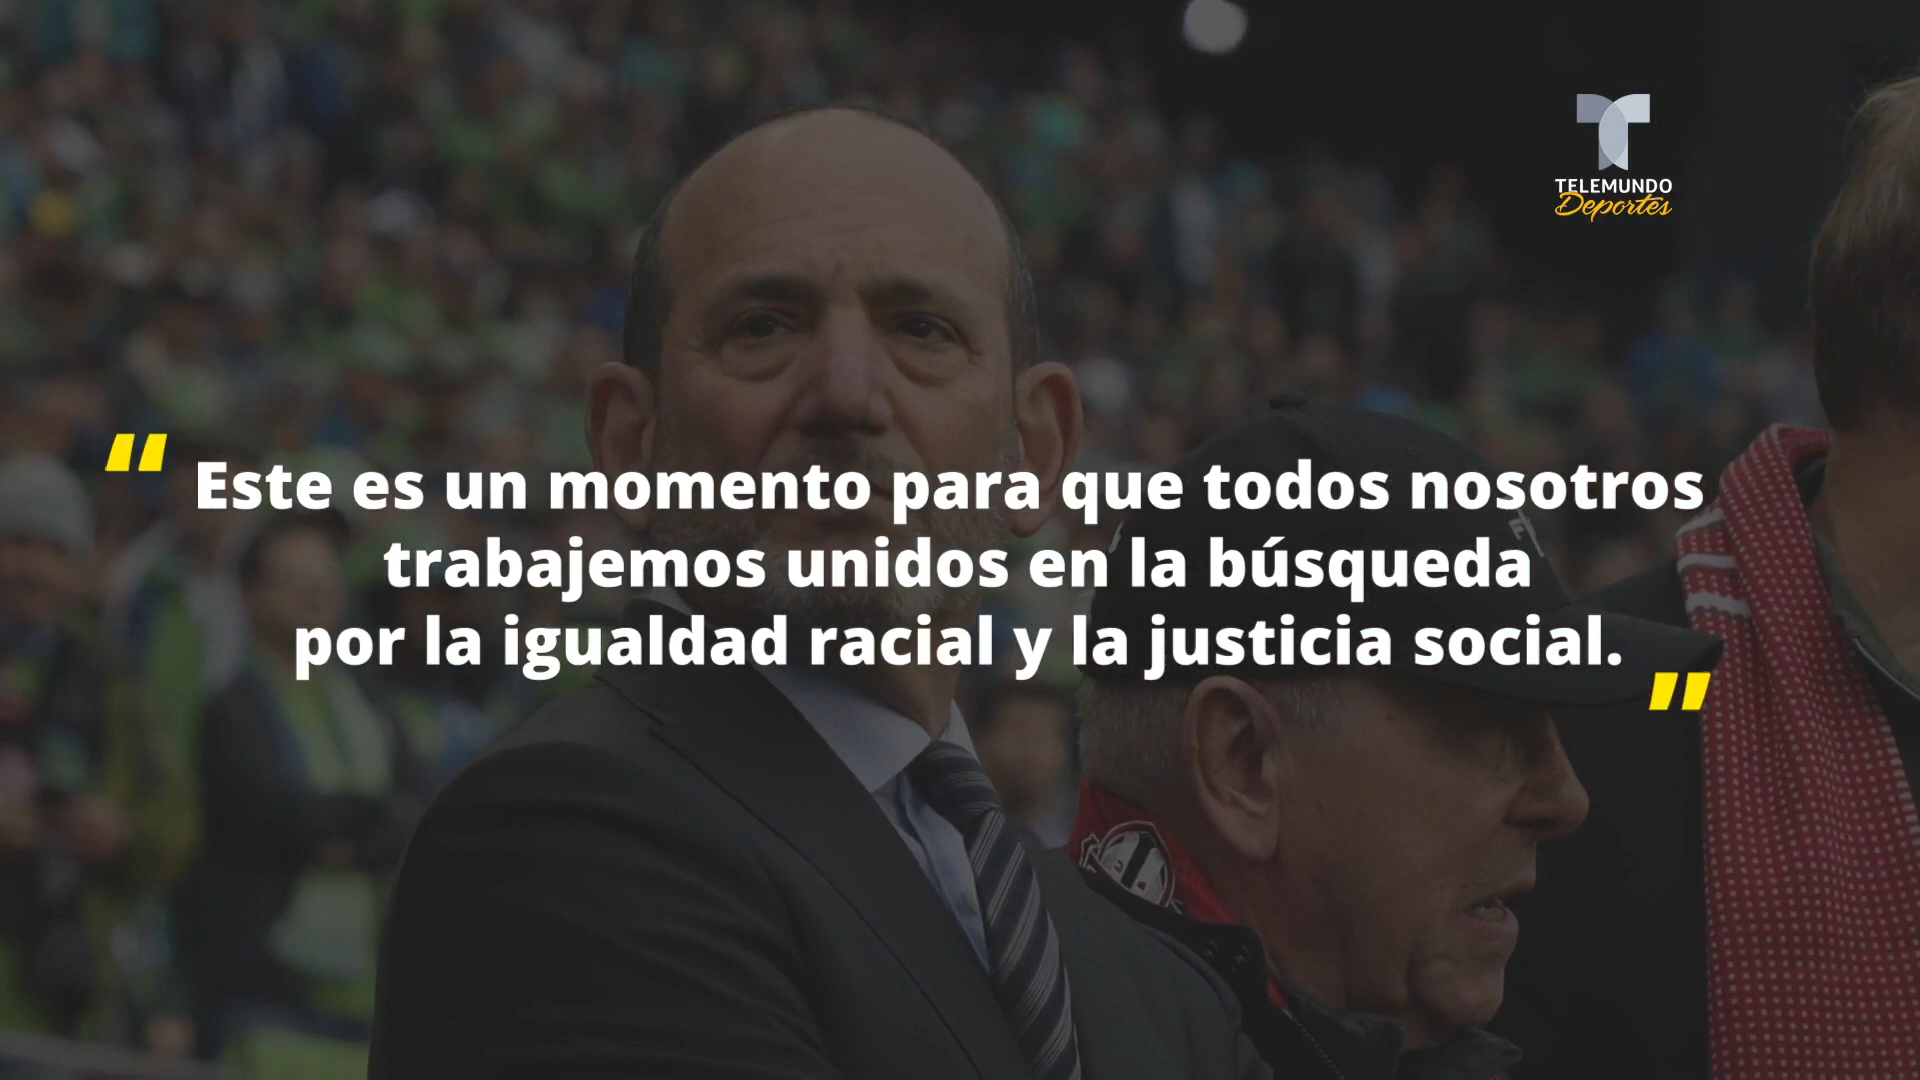 TELEMUNDO
Deportes
“ Este es un momento para que todos nosotros
trabajemos unidos en la búsqueda
por la igualdad racial y la justicia social. ”